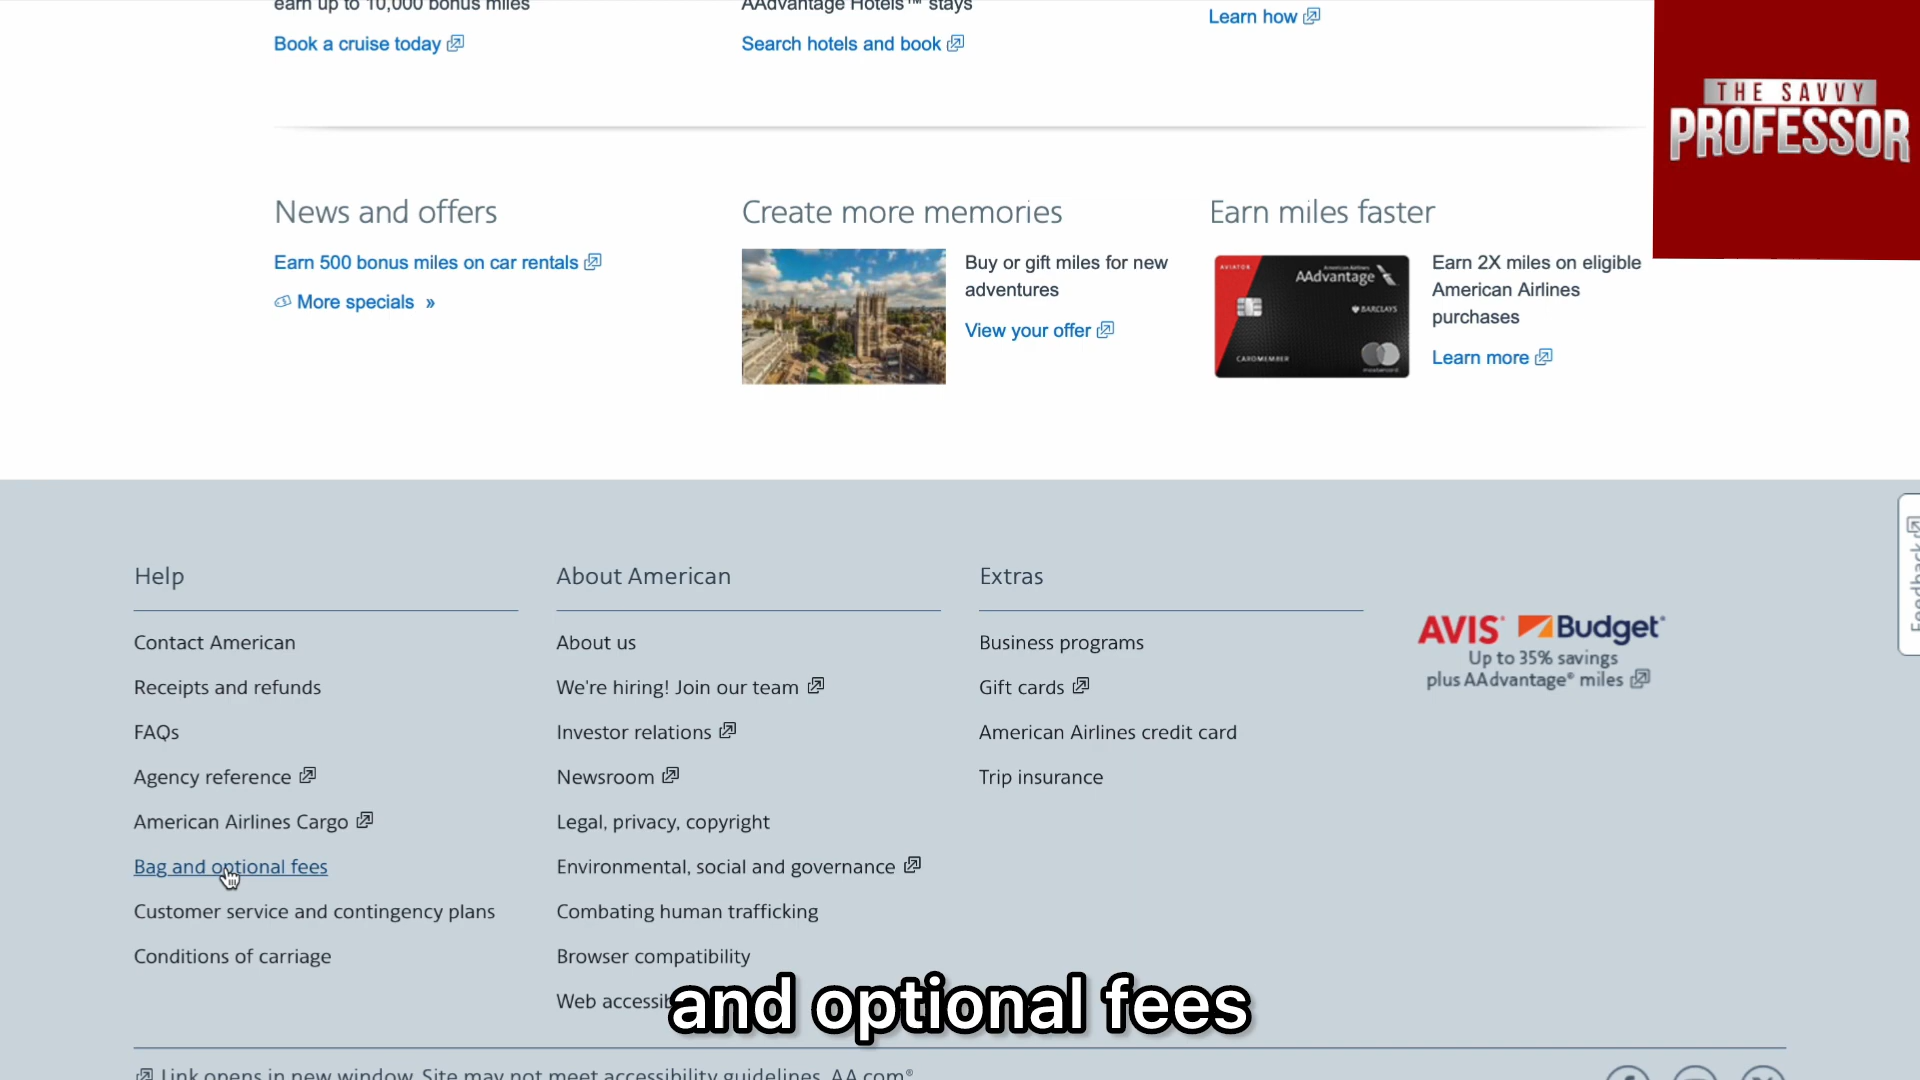 earn up to 10,000 bonus miles
Book a cruise today
AAdvantage Hotels™ stays
Search hotels and book
Learn how
THE SAVVY
PROFESSOR
News and offers
Earn 500 bonus miles on car rentals
More specials »
Create more memories
Buy or gift miles for new
adventures
View your offer
Earn miles faster
AVIATOR
American Airlines
AAdvantage
BARCLAYS
CARDMEMBER
mastercard
Earn 2X miles on eligible
American Airlines
purchases
Learn more
Feedback
Help
Contact American
Receipts and refunds
FAQs
Agency reference
American Airlines Cargo
Bag and optional fees
Customer service and contingency plans
Conditions of carriage
About American
About us
We're hiring! Join our team
Investor relations
Newsroom
Legal, privacy, copyright
Environmental, social and governance
Combating human trafficking
Browser compatibility
Web
Extras
Business programs
Gift cards
American Airlines credit card
Trip insurance
AVIS® Budget®
Up to 35% savings
plus AAdvantage® miles
and optional fees
Link opens in new window. Site may not meet accessibility guidelines. AA.com®